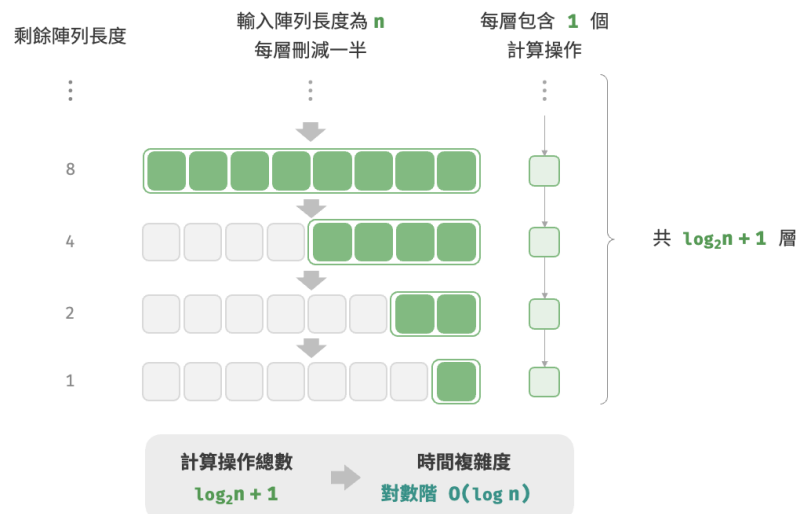 剩餘陣列長度
輸入陣列長度為 n
每層刪減一半
每層包含 1 個
計算操作
8
4
2
1
共 log₂n + 1 層
計算操作總數
log₂n + 1
時間複雜度
對數階 O(log n)